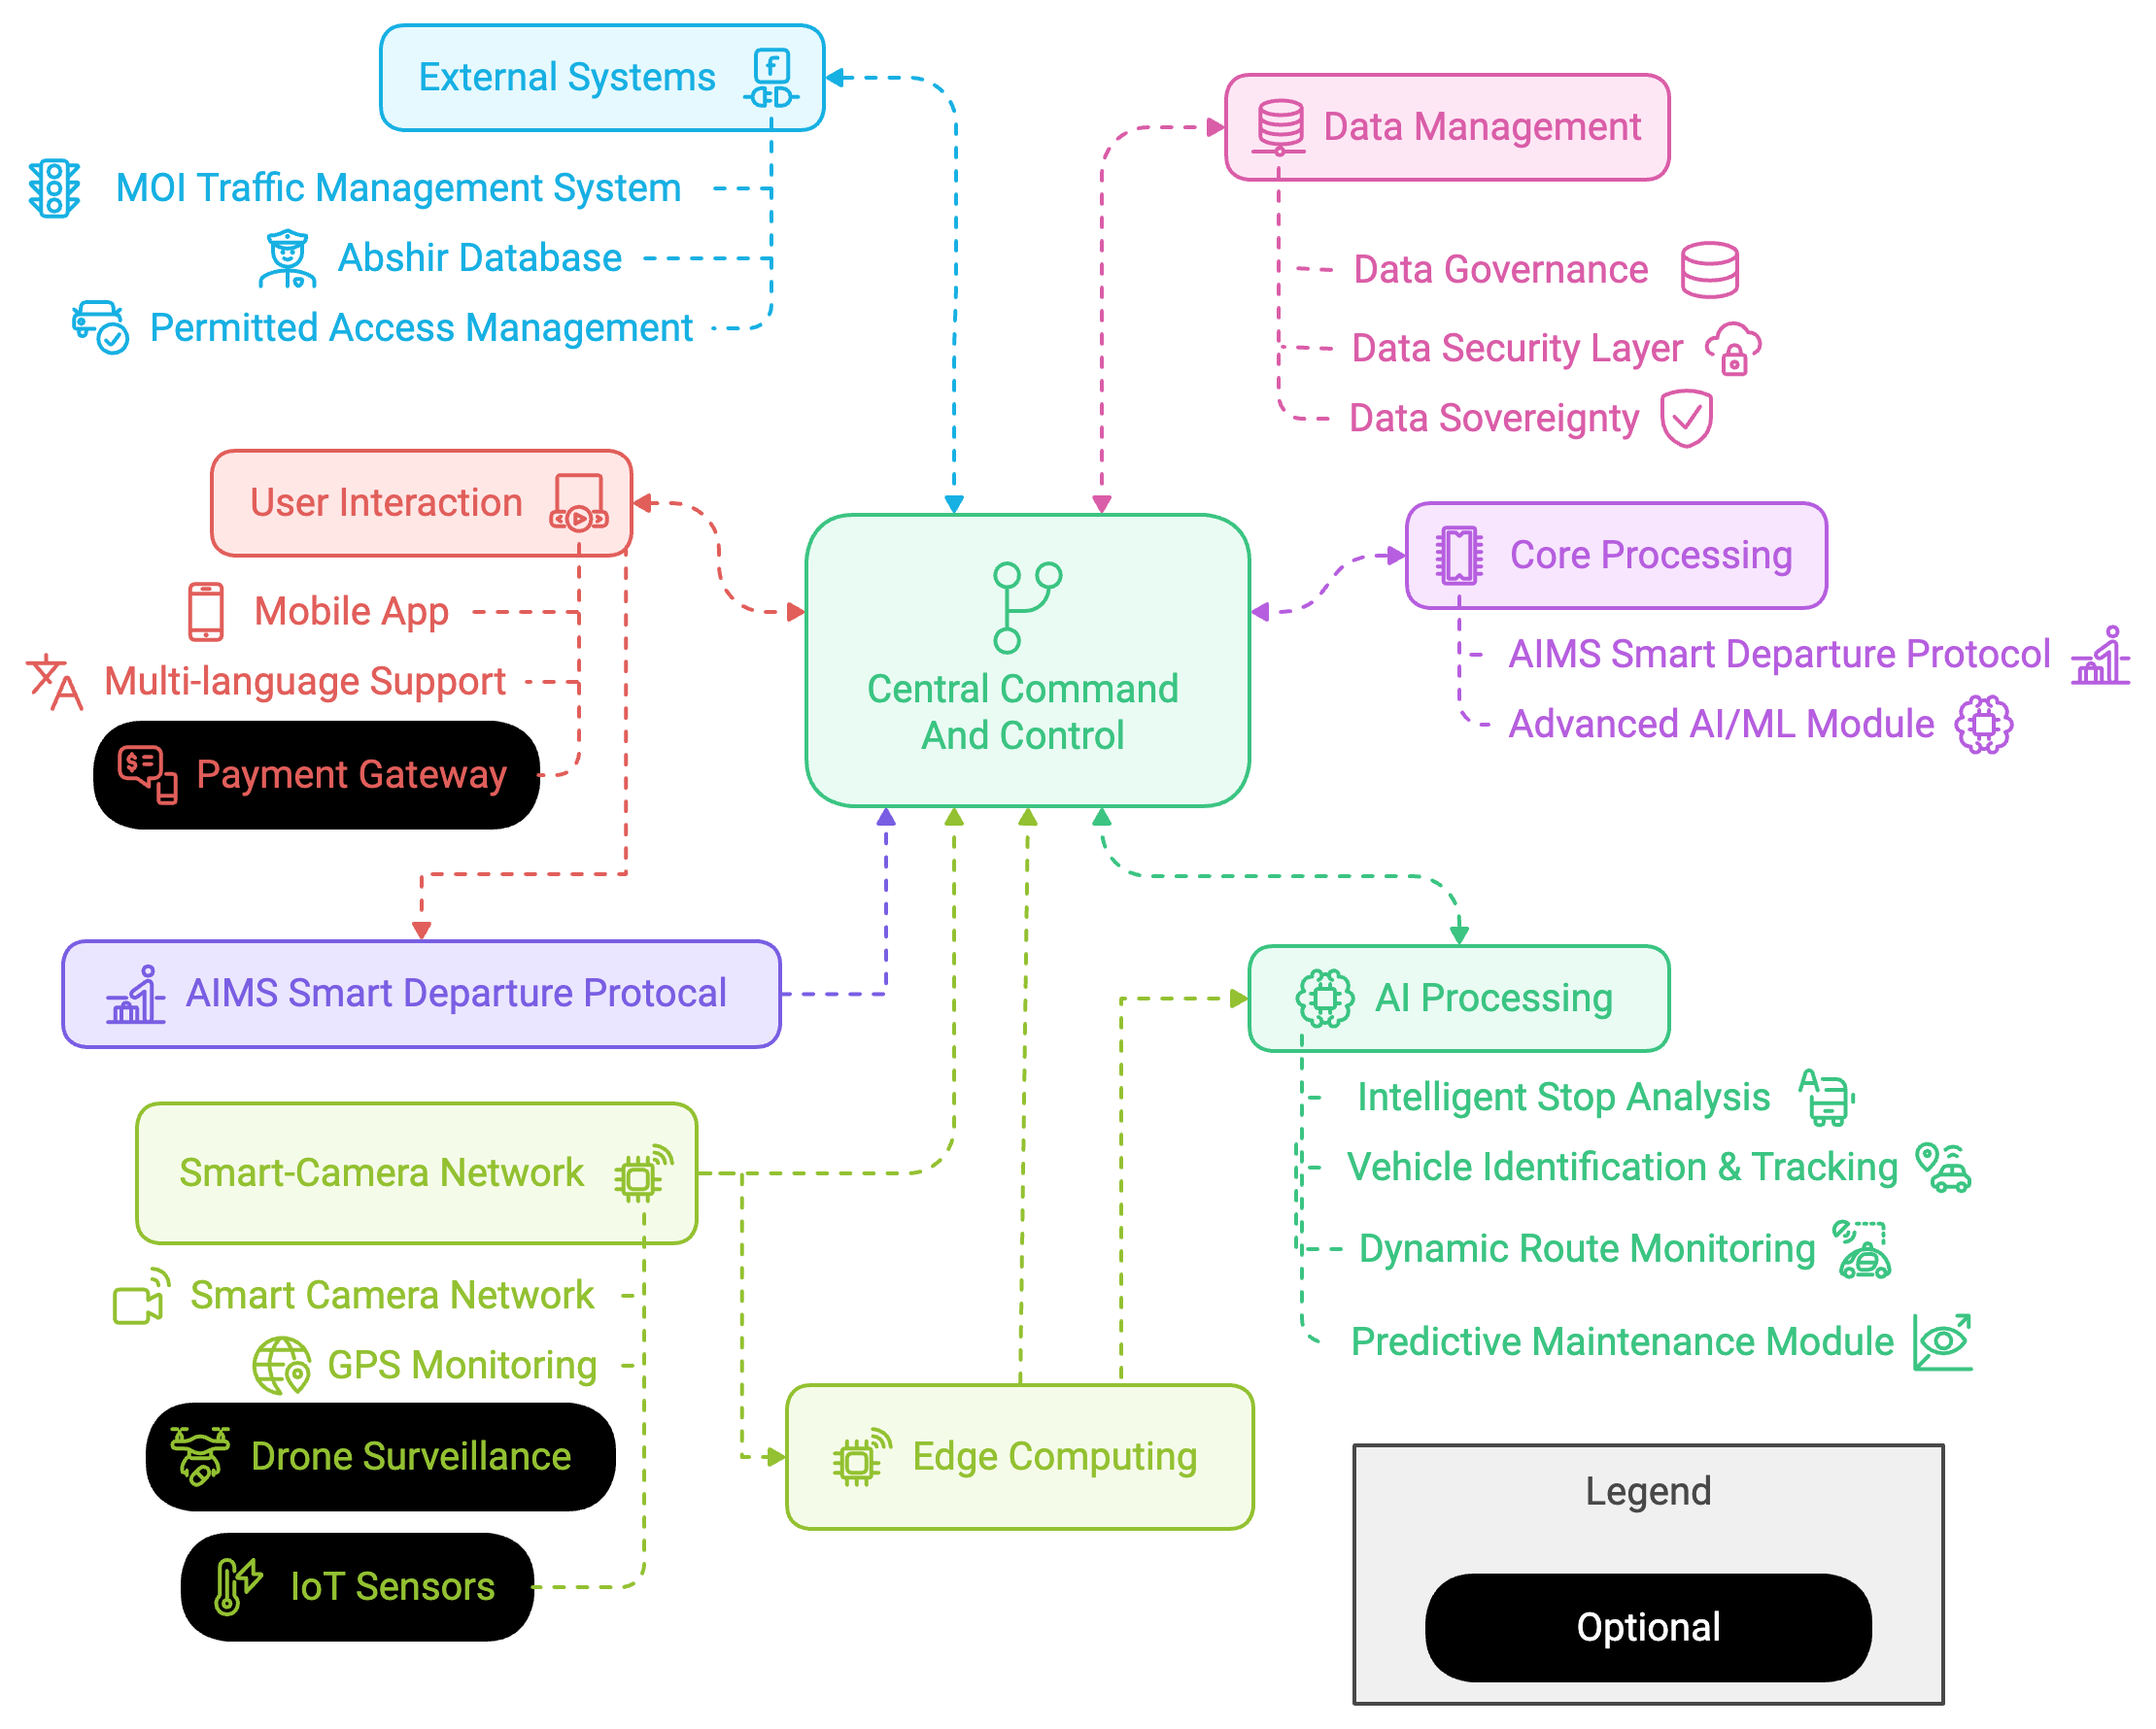 External Systems
MOI Traffic Management System
Abshir Database
Permitted Access Management
Data Management
Data Governance
Data Security Layer
Data Sovereignty
User Interaction
Mobile App
Multi-language Support
Payment Gateway
Central Command
And Control
Core Processing
AIMS Smart Departure Protocol
Advanced AI/ML Module
AIMS Smart Departure Protocal
AI Processing
Intelligent Stop Analysis
Vehicle Identification & Tracking
Dynamic Route Monitoring
Predictive Maintenance Module
Smart-Camera Network
Smart Camera Network
GPS Monitoring
Drone Surveillance
IoT Sensors
Edge Computing
Legend
Optional